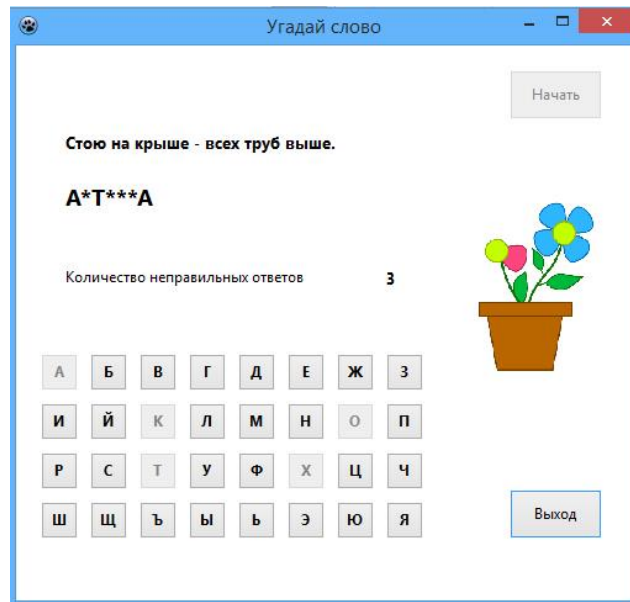 Угадай слово
Начать
Стою на крыше - всех труб выше.
А*Т***А
Количество неправильных ответов 3
А Б В Г Д Е Ж З
И Й К Л М Н О П
Р С Т У Ф Х Ц Ч
Ш Щ Ъ Ы Ь Э Ю Я
Выход